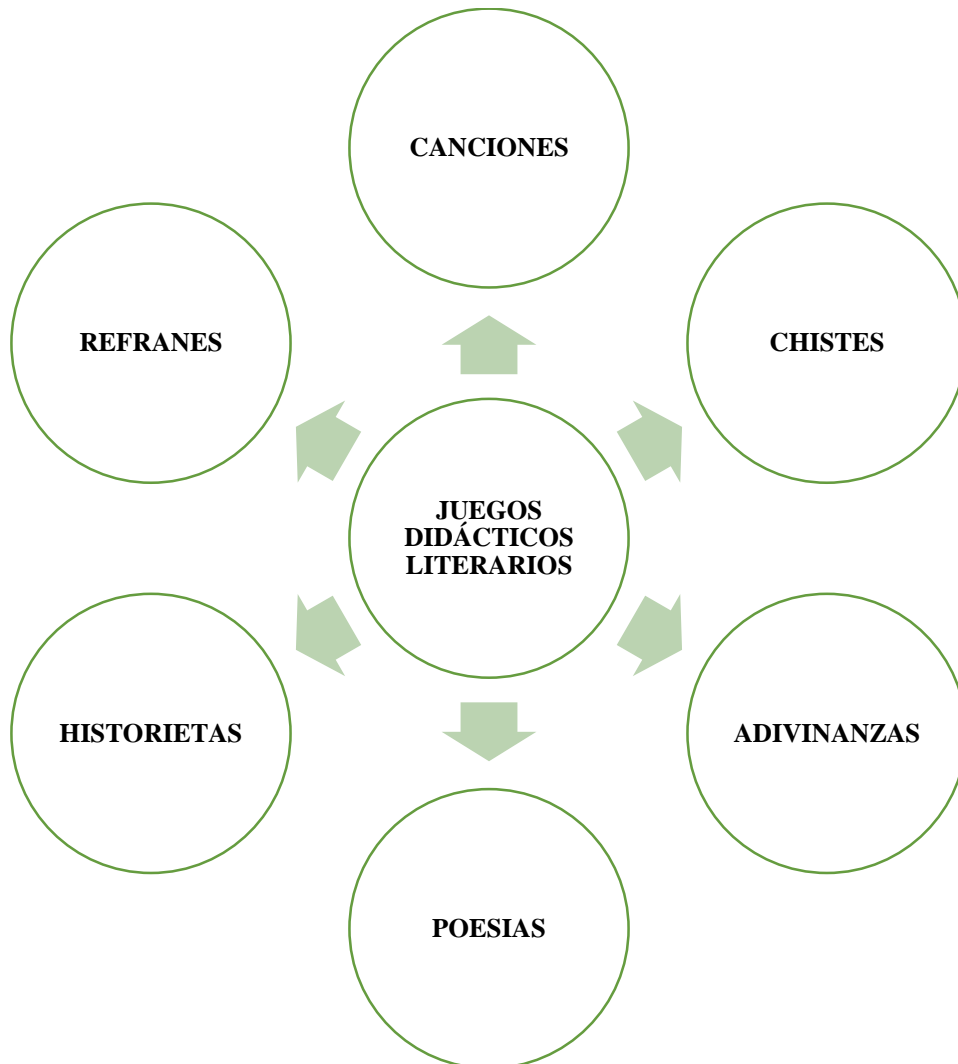 CANCIONES
REFRANES
CHISTES
JUEGOS
DIDÁCTICOS
LITERARIOS
HISTORIETAS
ADIVINANZAS
POESIAS